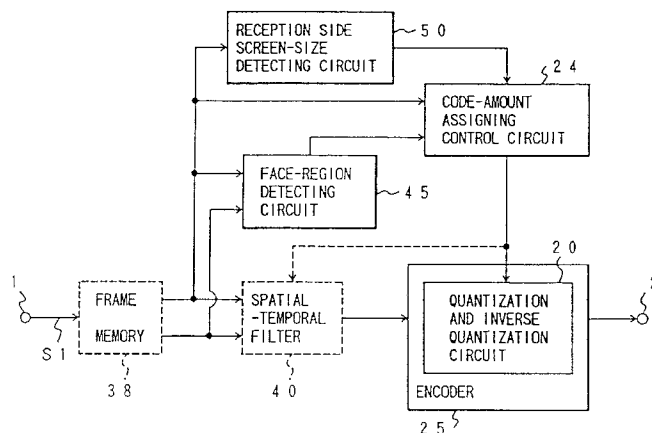 RECEPTION SIDE
SCREEN-SIZE
DETECTING CIRCUIT
50
24
CODE-AMOUNT
ASSIGNING
CONTROL CIRCUIT
FACE-REGION
DETECTING
CIRCUIT
45
20
1
FRAME
MEMORY
SPATIAL
-TEMPORAL
FILTER
QUANTIZATION
AND INVERSE
QUANTIZATION
CIRCUIT
S1
38
40
ENCODER
25